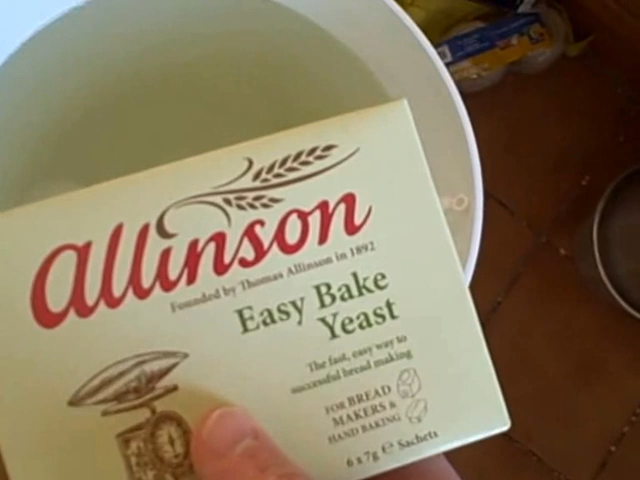 Allinson
Founded by Thomas Allinson in 1892
Easy Bake
Yeast
The fast, easy way to
successful bread making
FOR BREAD
MAKERS &
HAND BAKING
6 x 7g e Sachets